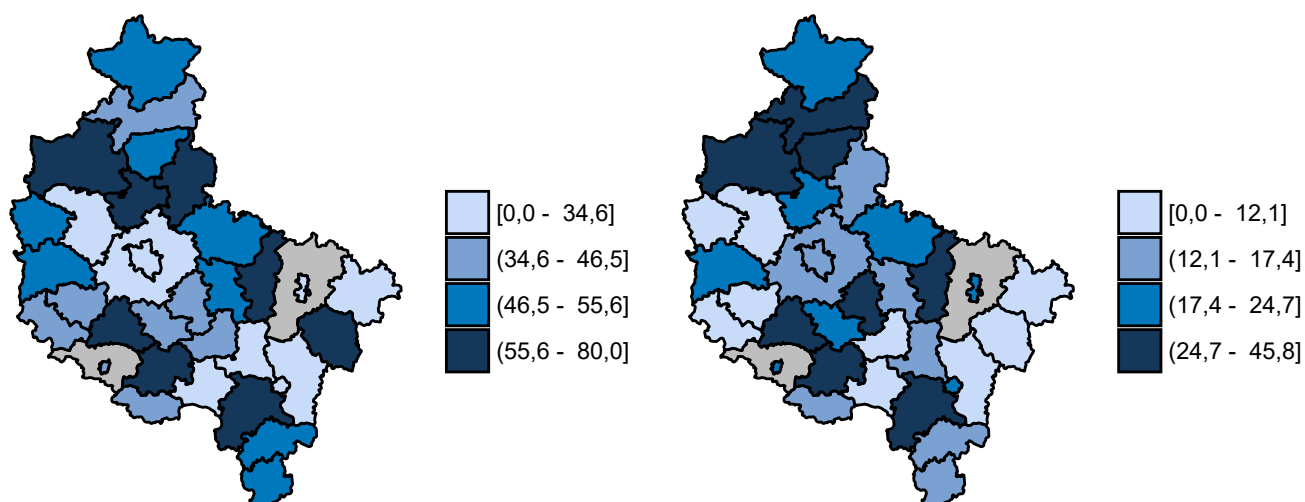 [0,0 - 34,6]
(34,6 - 46,5]
(46,5 - 55,6]
(55,6 - 80,0]
[0,0 - 12,1]
(12,1 - 17,4]
(17,4 - 24,7]
(24,7 - 45,8]